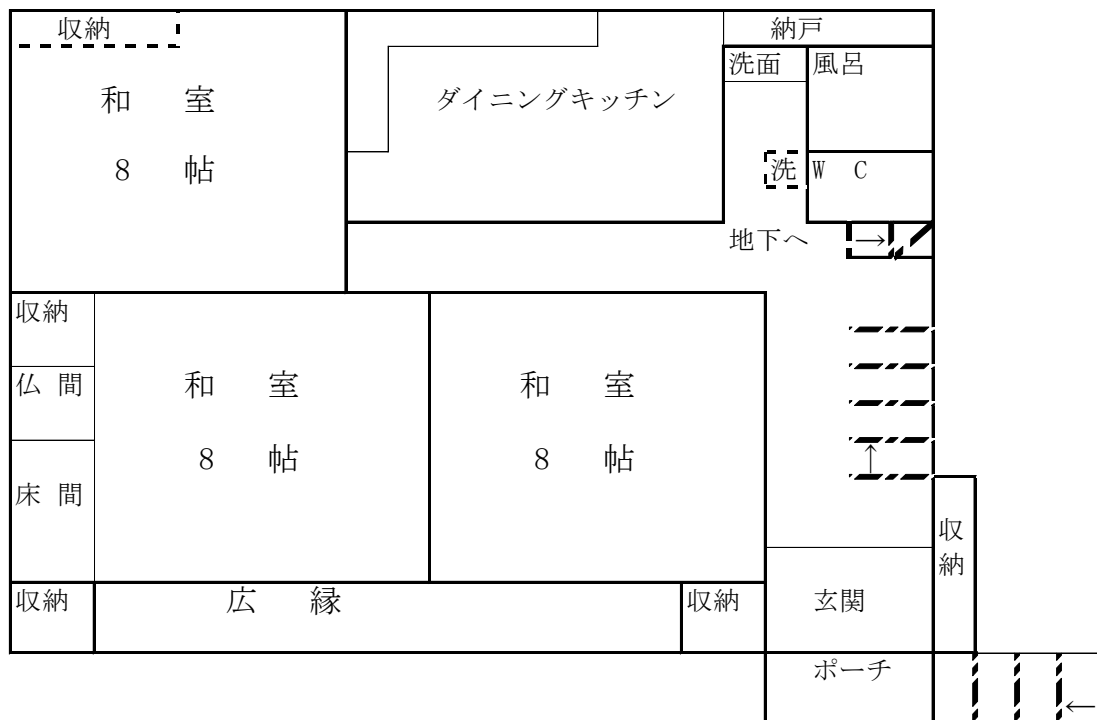 収納
納戸
洗面
風呂
和　室
8　帖
ダイニングキッチン
洗
W C
地下へ
→
収納
仏 間
床 間
和　室
8　帖
和　室
8　帖
↑
収納
収納
広　縁
収納
玄関
ポーチ
←